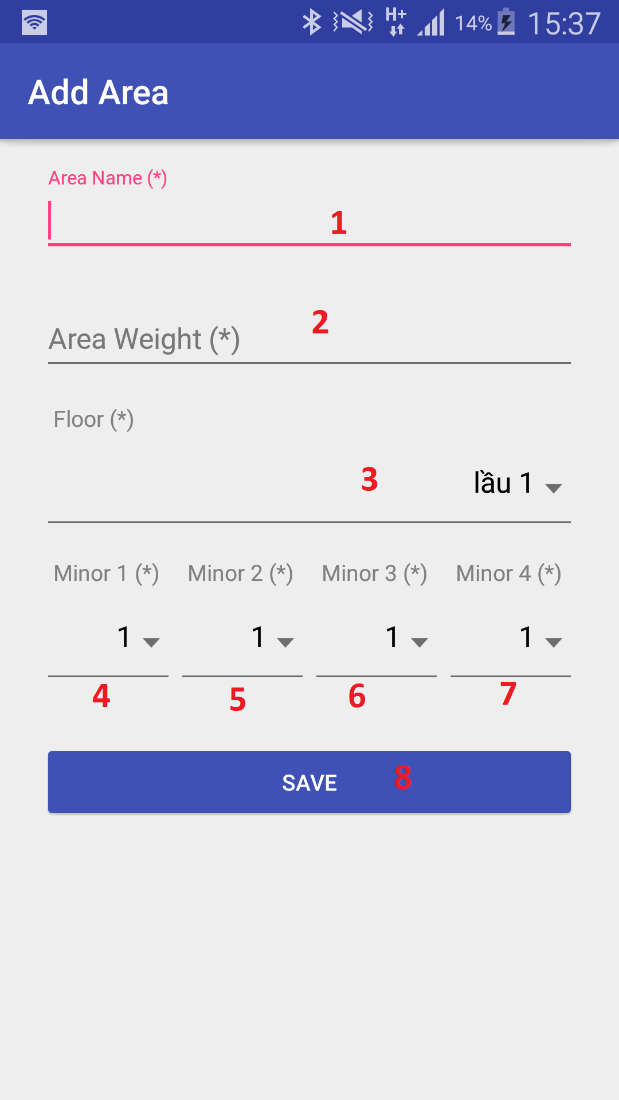 H+ 14% 15:37
Add Area
Area Name (*)
1
2
Area Weight (*)
Floor (*)
3 lầu 1
Minor 1 (*) Minor 2 (*) Minor 3 (*) Minor 4 (*)
1 1 1 1
4 5 6 7
SAVE 8